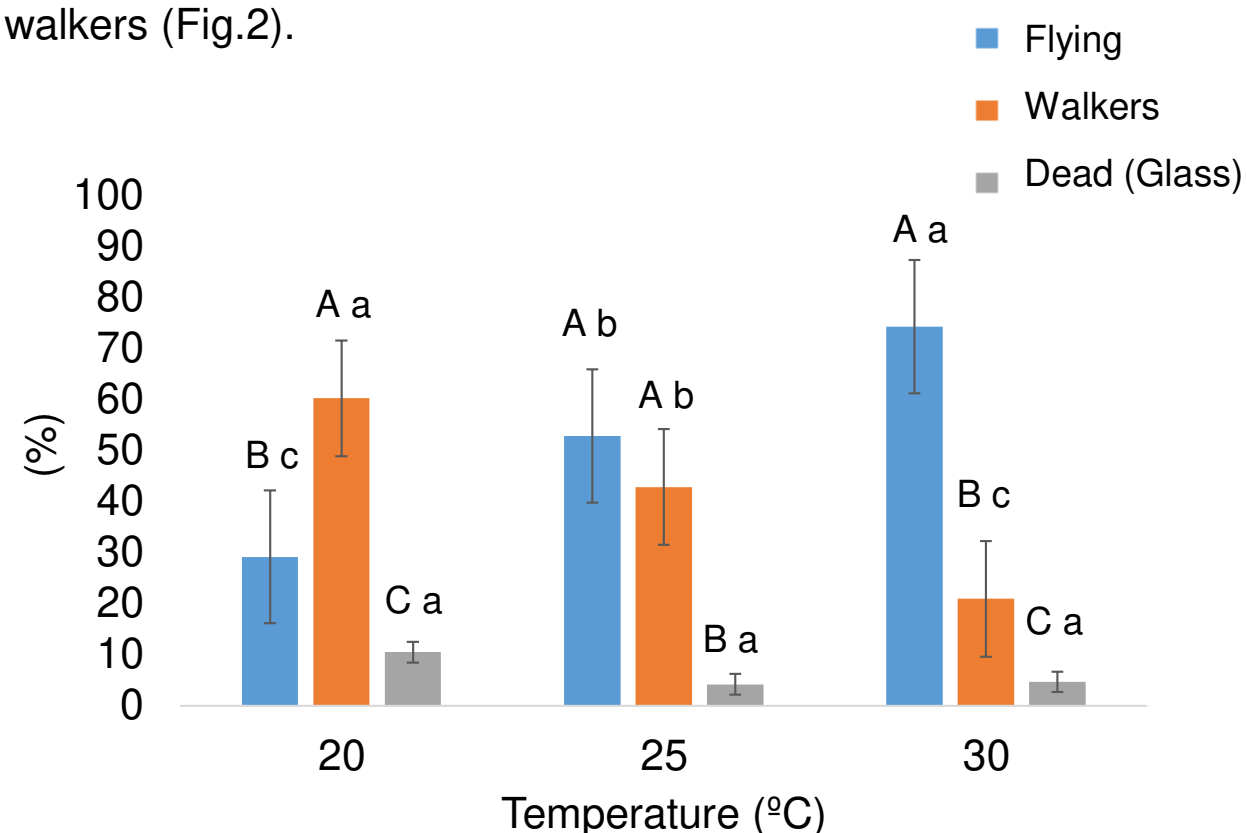 walkers (Fig.2).
Flying
Walkers
Dead (Glass)
100
90
80
70
60
50
40
30
20
10
0
(%)
B c
A a
C a
A b
A b
B a
A a
B c
C a
20
25
30
Temperature (ºC)